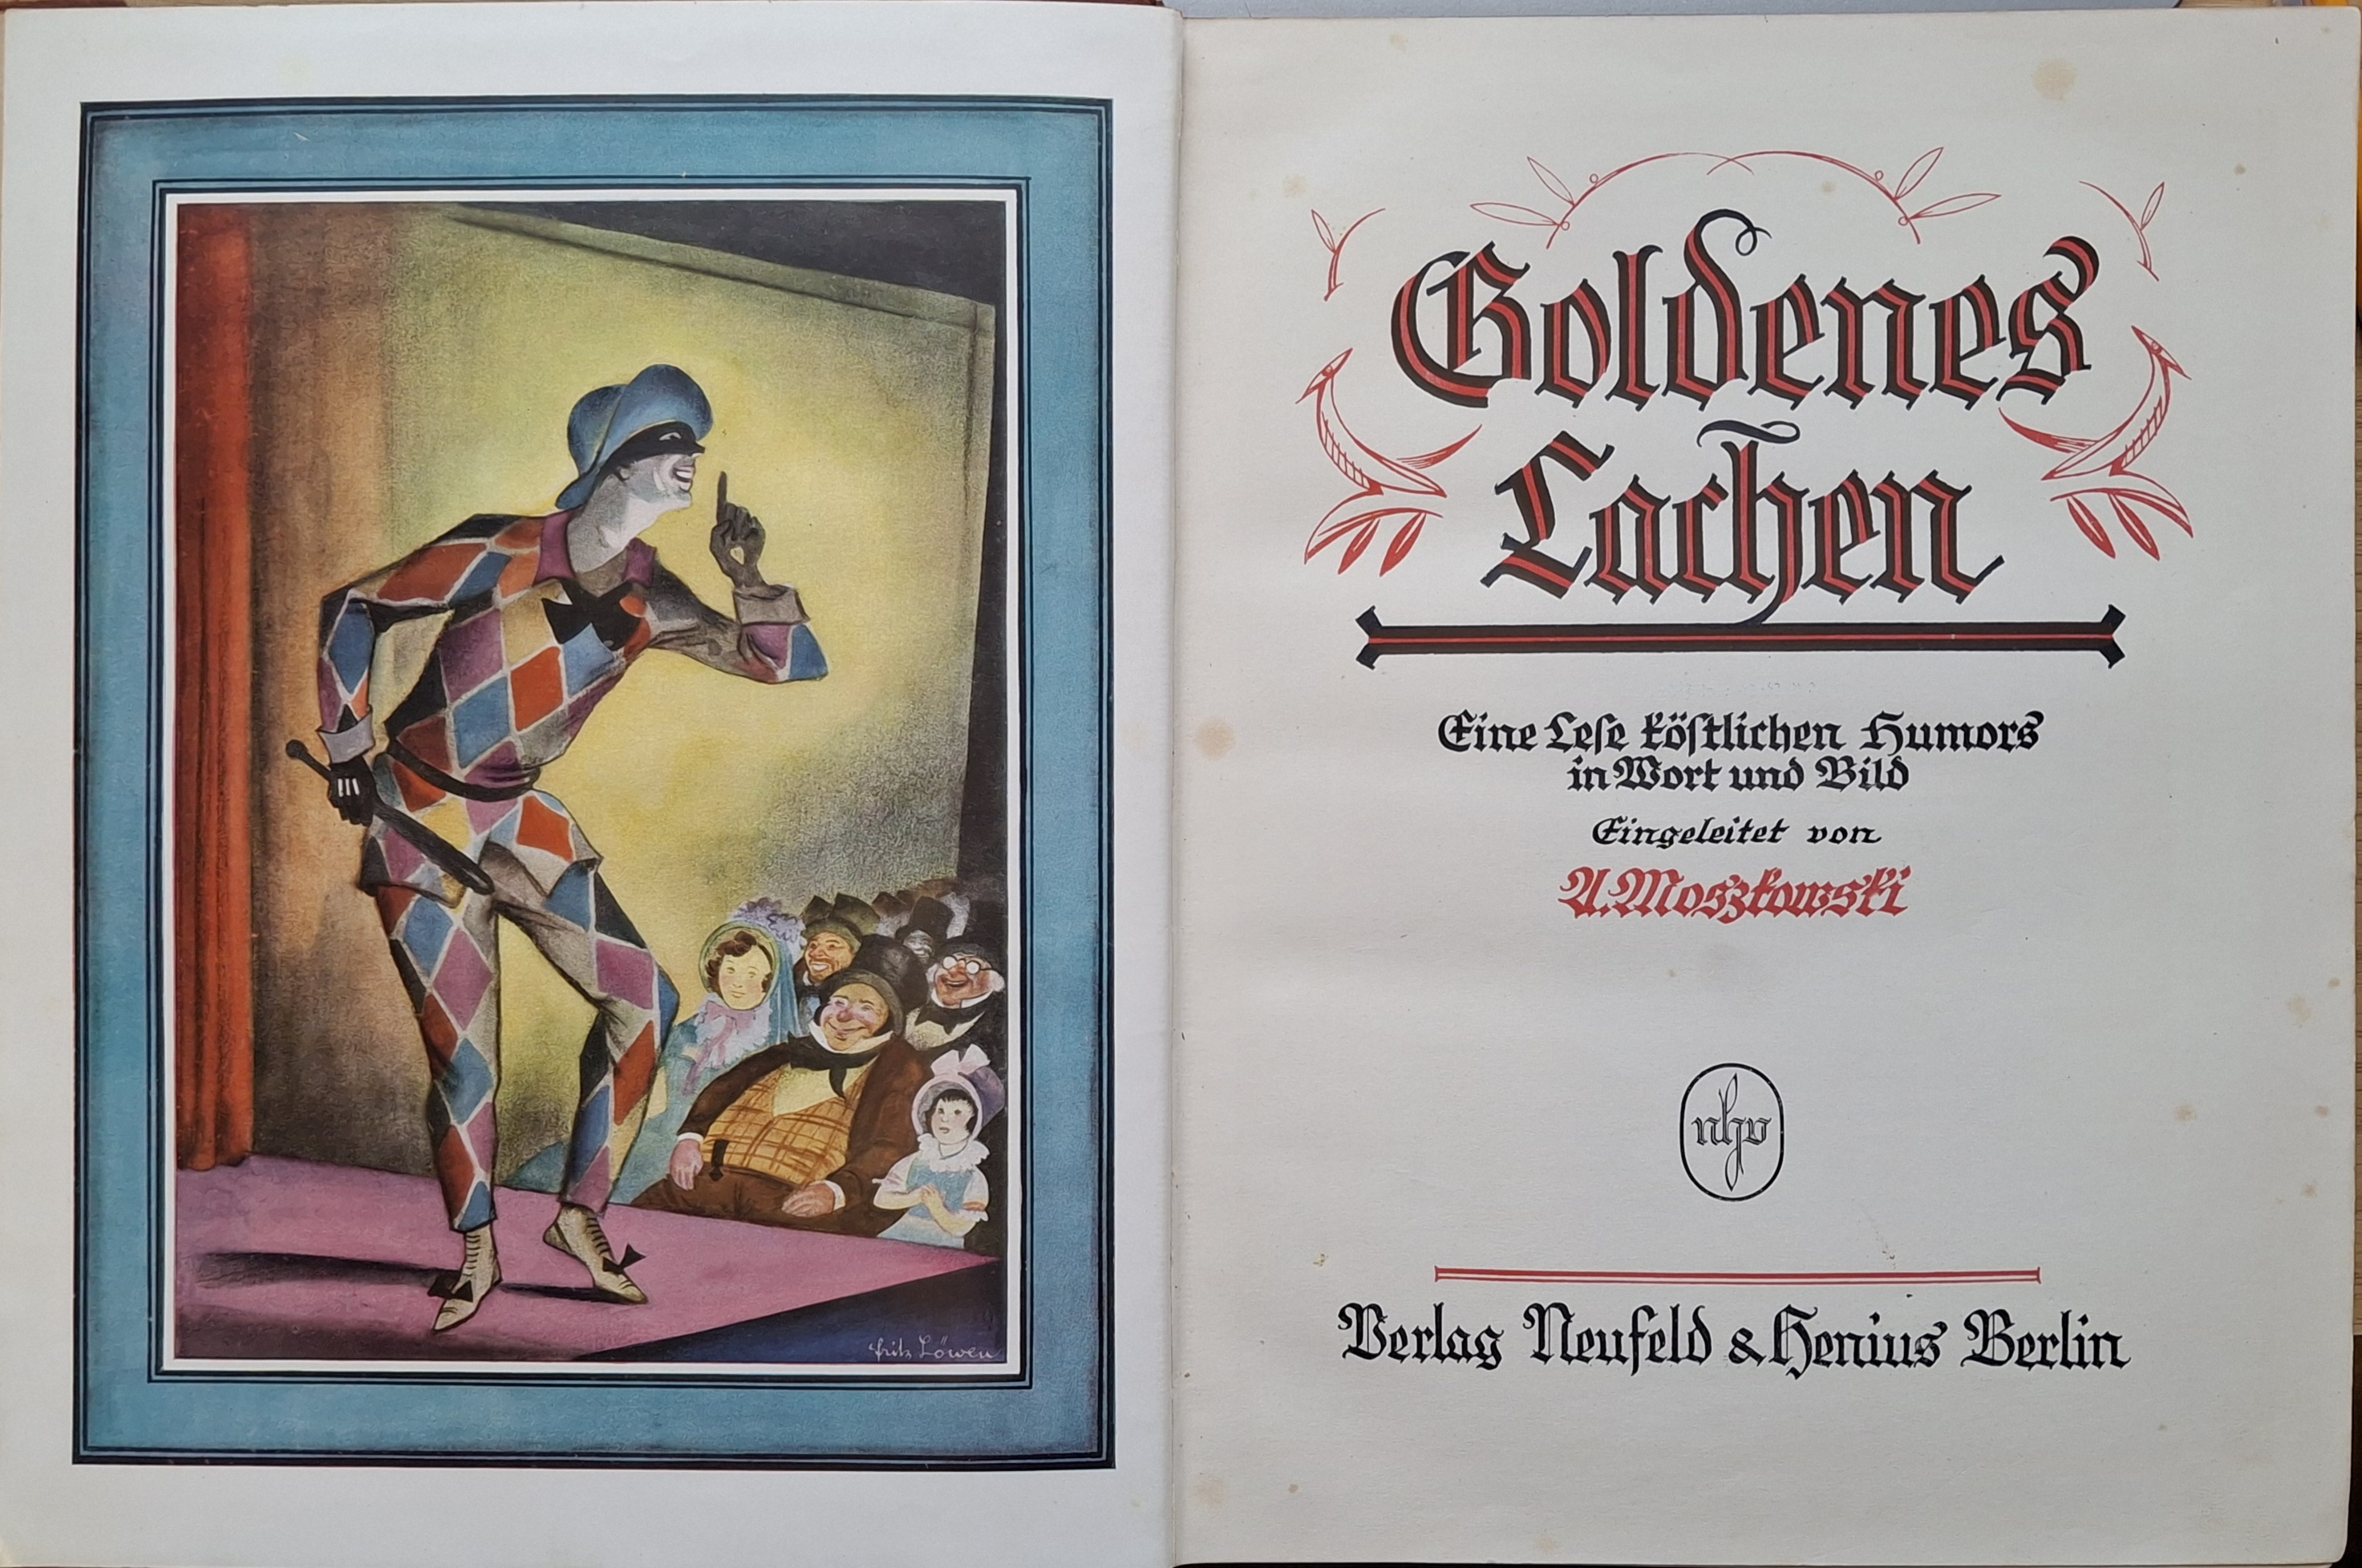 fritz Löwen
Goldenes
Lachen
Eine Leſe köſtlichen Humors
in Wort und Bild
Eingeleitet von
A. Moszkowski
nhv
Verlag Neufeld & Henius Berlin